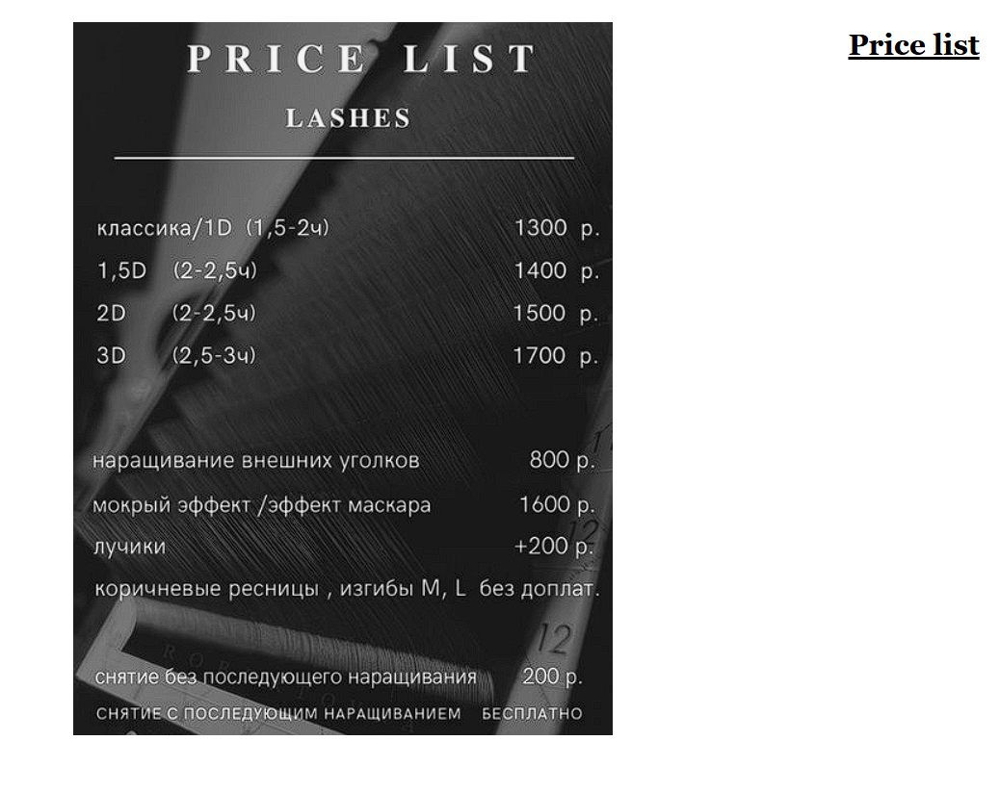 PRICE LIST
LASHES
классика/1D (1,5-2ч) 1300 р.
1,5D (2-2,5ч) 1400 р.
2D (2-2,5ч) 1500 р.
3D (2,5-3ч) 1700 р.
наращивание внешних уголков 800 р.
мокрый эффект /эффект маскара 1600 р.
лучики +200 р.
коричневые ресницы , изгибы M, L без доплат.
12
12
снятие без последующего наращивания 200 р.
СНЯТИЕ С ПОСЛЕДУЮЩИМ НАРАЩИВАНИЕМ БЕСПЛАТНО
Price list